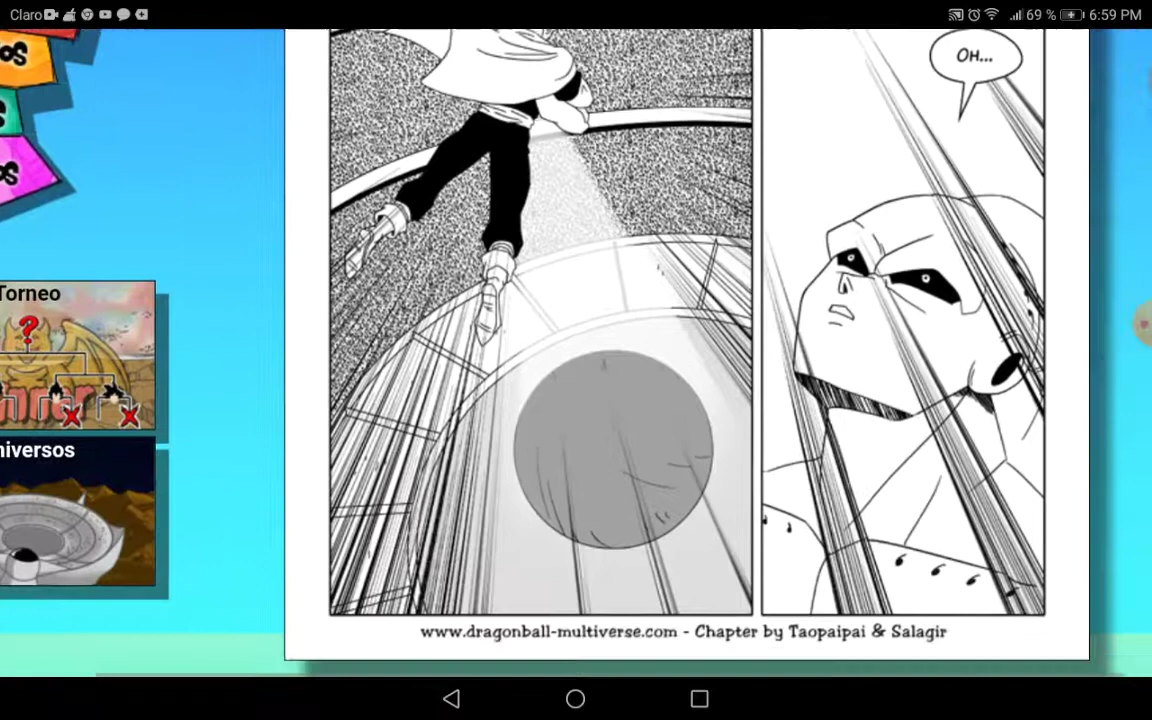 Claro
69 %
6:59 PM
OS
S
OS
OH...
Torneo
?
niversos
www.dragonball-multiverse.com - Chapter by Taopaipai & Salagir